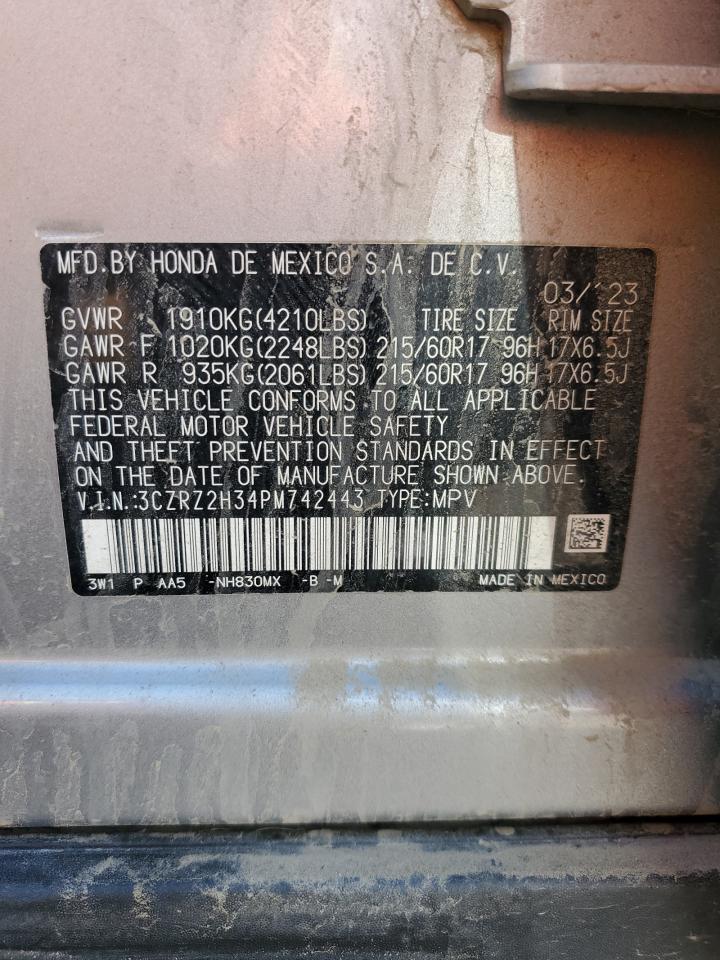 MFD.BY HONDA DE MEXICO S.A. DE C.V.
03/'23
GVWR 1910KG(4210LBS) TIRE SIZE RIM SIZE
GAWR F 1020KG(2248LBS) 215/60R17 96H 17X6.5J
GAWR R 935KG(2061LBS) 215/60R17 96H 17X6.5J
THIS VEHICLE CONFORMS TO ALL APPLICABLE
FEDERAL MOTOR VEHICLE SAFETY
AND THEFT PREVENTION STANDARDS IN EFFECT
ON THE DATE OF MANUFACTURE SHOWN ABOVE.
V.I.N.:3CZRZ2H34PM742443 TYPE:MPV
3W1 P AA5 -NH830MX -B -M MADE IN MEXICO